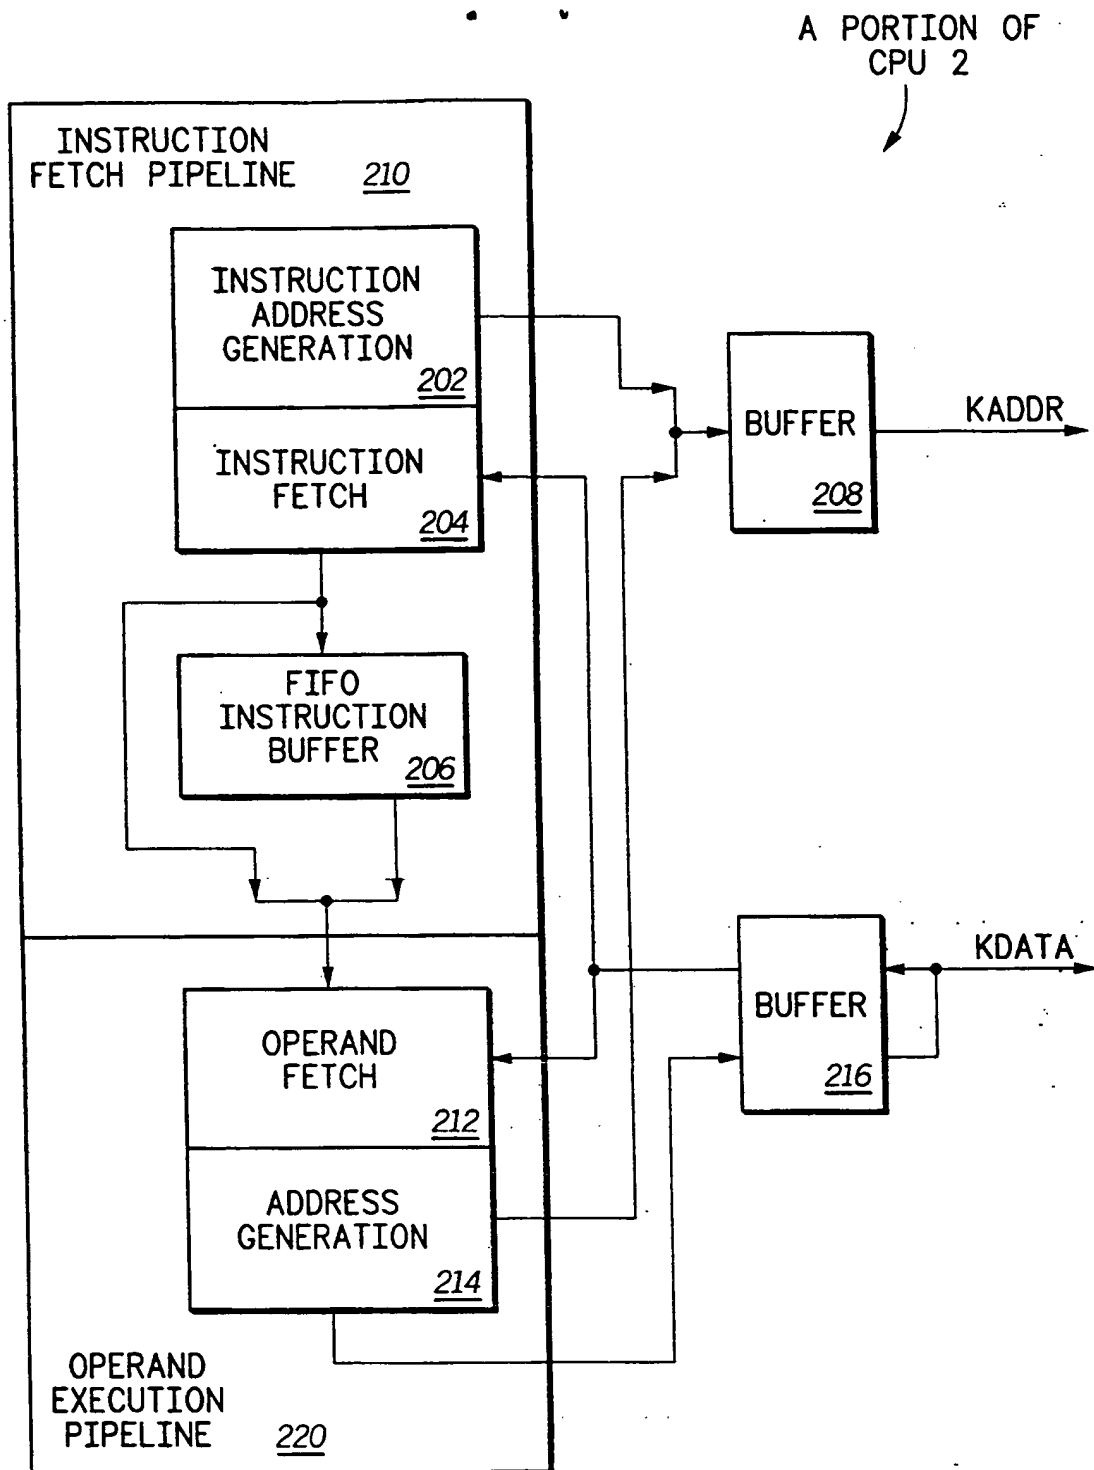 A PORTION OF
CPU 2
INSTRUCTION
FETCH PIPELINE 210
INSTRUCTION
ADDRESS
GENERATION
202
INSTRUCTION
FETCH
204
BUFFER
208
KADDR
FIFO
INSTRUCTION
BUFFER
206
KDATA
BUFFER
216
OPERAND
FETCH
212
ADDRESS
GENERATION
214
OPERAND
EXECUTION
PIPELINE 220